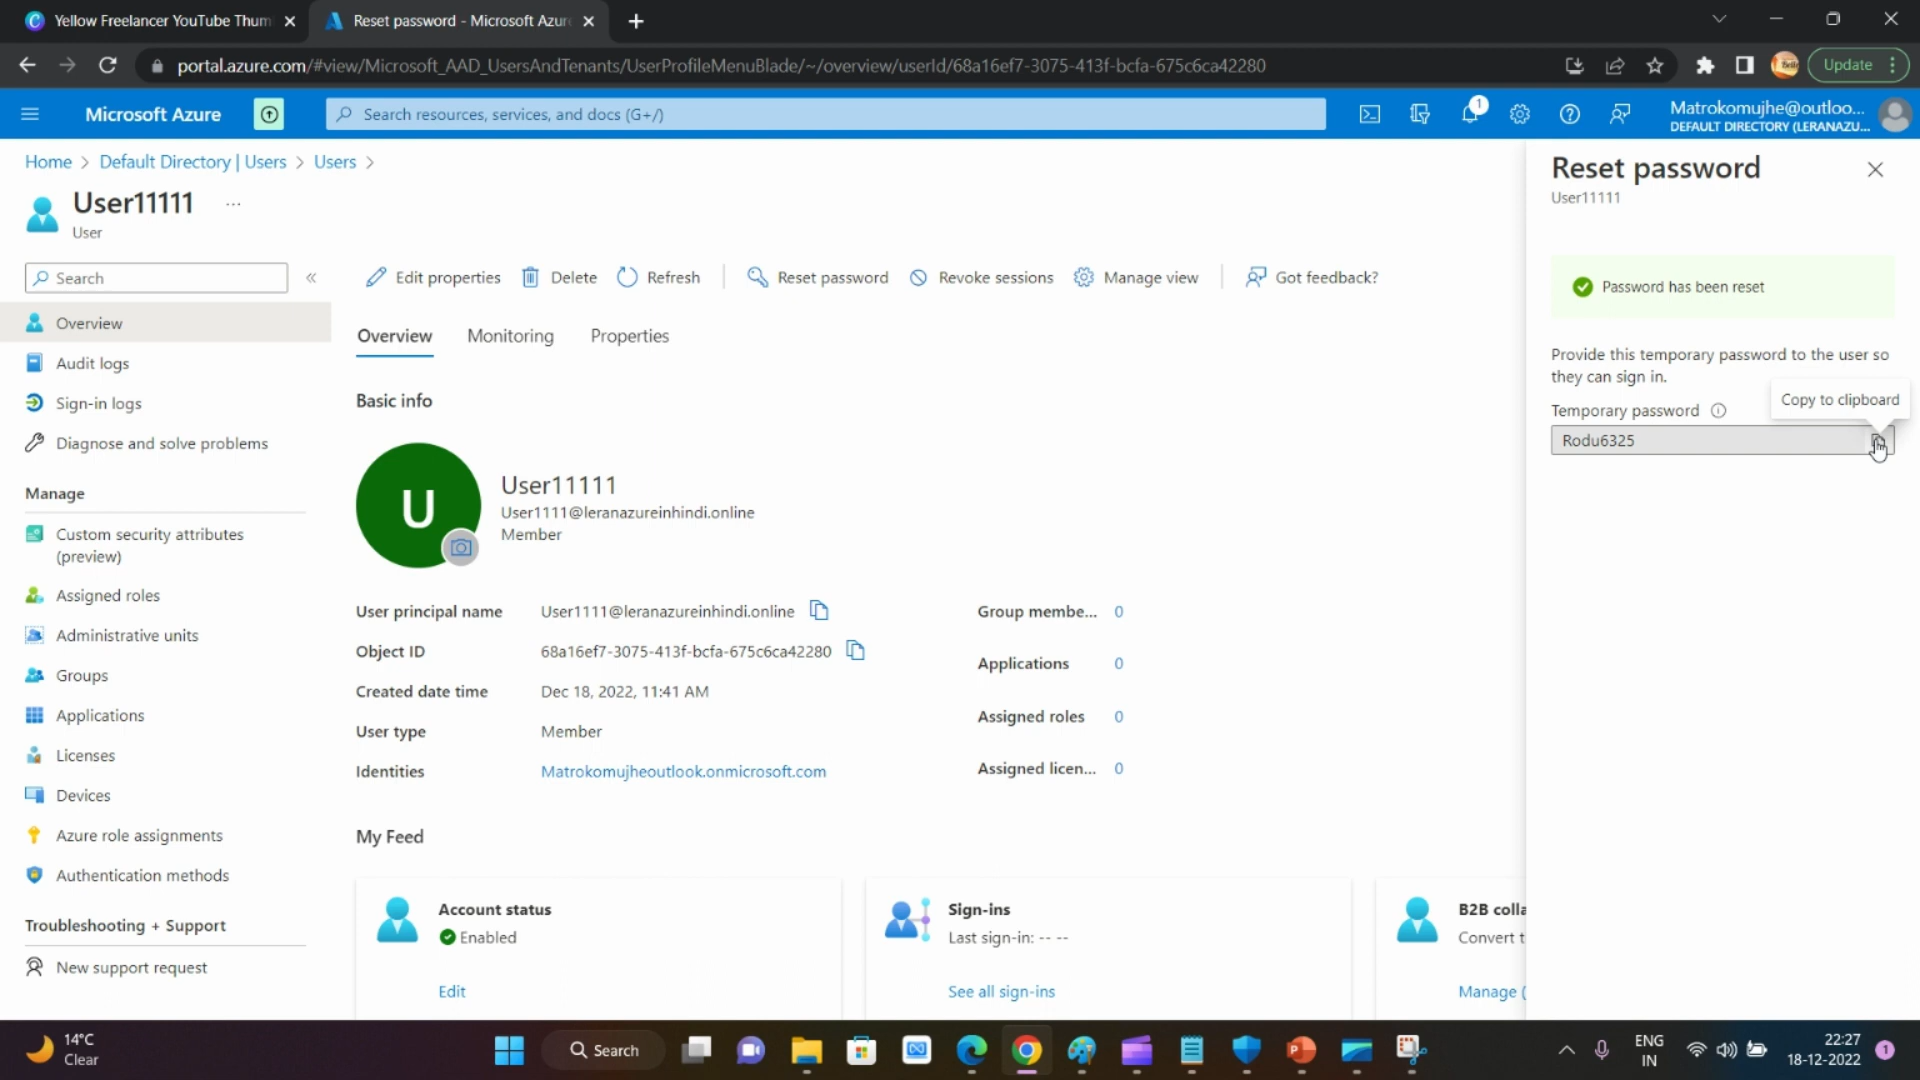 Yellow Freelancer YouTube Thum
Reset password - Microsoft Azur
portal.azure.com/#view/Microsoft_AAD_UsersAndTenants/UserProfileMenuBlade/~/overview/userId/68a16ef7-3075-413f-bcfa-675c6ca42280
Update
Microsoft Azure
Search resources, services, and docs (G+/)
1
Matrokomujhe@outloo...
DEFAULT DIRECTORY (LERANAZU...
Home > Default Directory | Users > Users >
User11111 ...
User
Search
«
Edit properties
Delete
Refresh
Reset password
Revoke sessions
Manage view
Got feedback?
Overview
Audit logs
Sign-in logs
Diagnose and solve problems
Manage
Custom security attributes
(preview)
Assigned roles
Administrative units
Groups
Applications
Licenses
Devices
Azure role assignments
Authentication methods
Troubleshooting + Support
New support request
Overview
Monitoring
Properties
Basic info
U
User11111
User1111@leranazureinhindi.online
Member
User principal name User1111@leranazureinhindi.online
Object ID 68a16ef7-3075-413f-bcfa-675c6ca42280
Created date time Dec 18, 2022, 11:41 AM
User type Member
Identities Matrokomujheoutlook.onmicrosoft.com
Group membe... 0
Applications 0
Assigned roles 0
Assigned licen... 0
My Feed
Account status
Enabled
Edit
Sign-ins
Last sign-in: -- --
See all sign-ins
B2B colla
Convert t
Manage (
Reset password
User11111
Password has been reset
Provide this temporary password to the user so
they can sign in.
Copy to clipboard
Temporary password
Rodu6325
14°C
Clear
Search
ENG
IN
22:27
18-12-2022
1